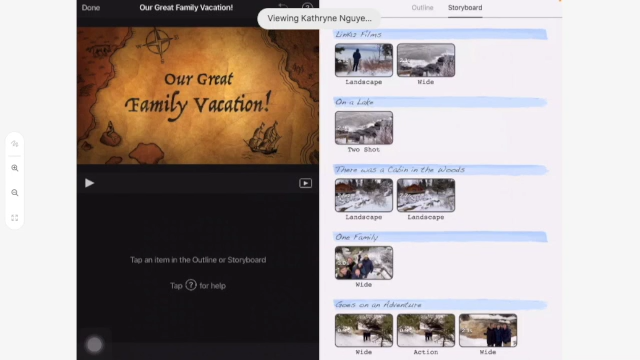 Done
Our Great Family Vacation!
Viewing Kathryne Nguye...
Outline
Storyboard
Our Great
Family Vacation!
Tap an item in the Outline or Storyboard
Tap ? for help
Films
Landscape
Wide
On a Lake
Two Shot
There was a Cabin in the Woods
Landscape
Landscape
One Family
Wide
Goes on an Adventure
Wide
Action
Wide